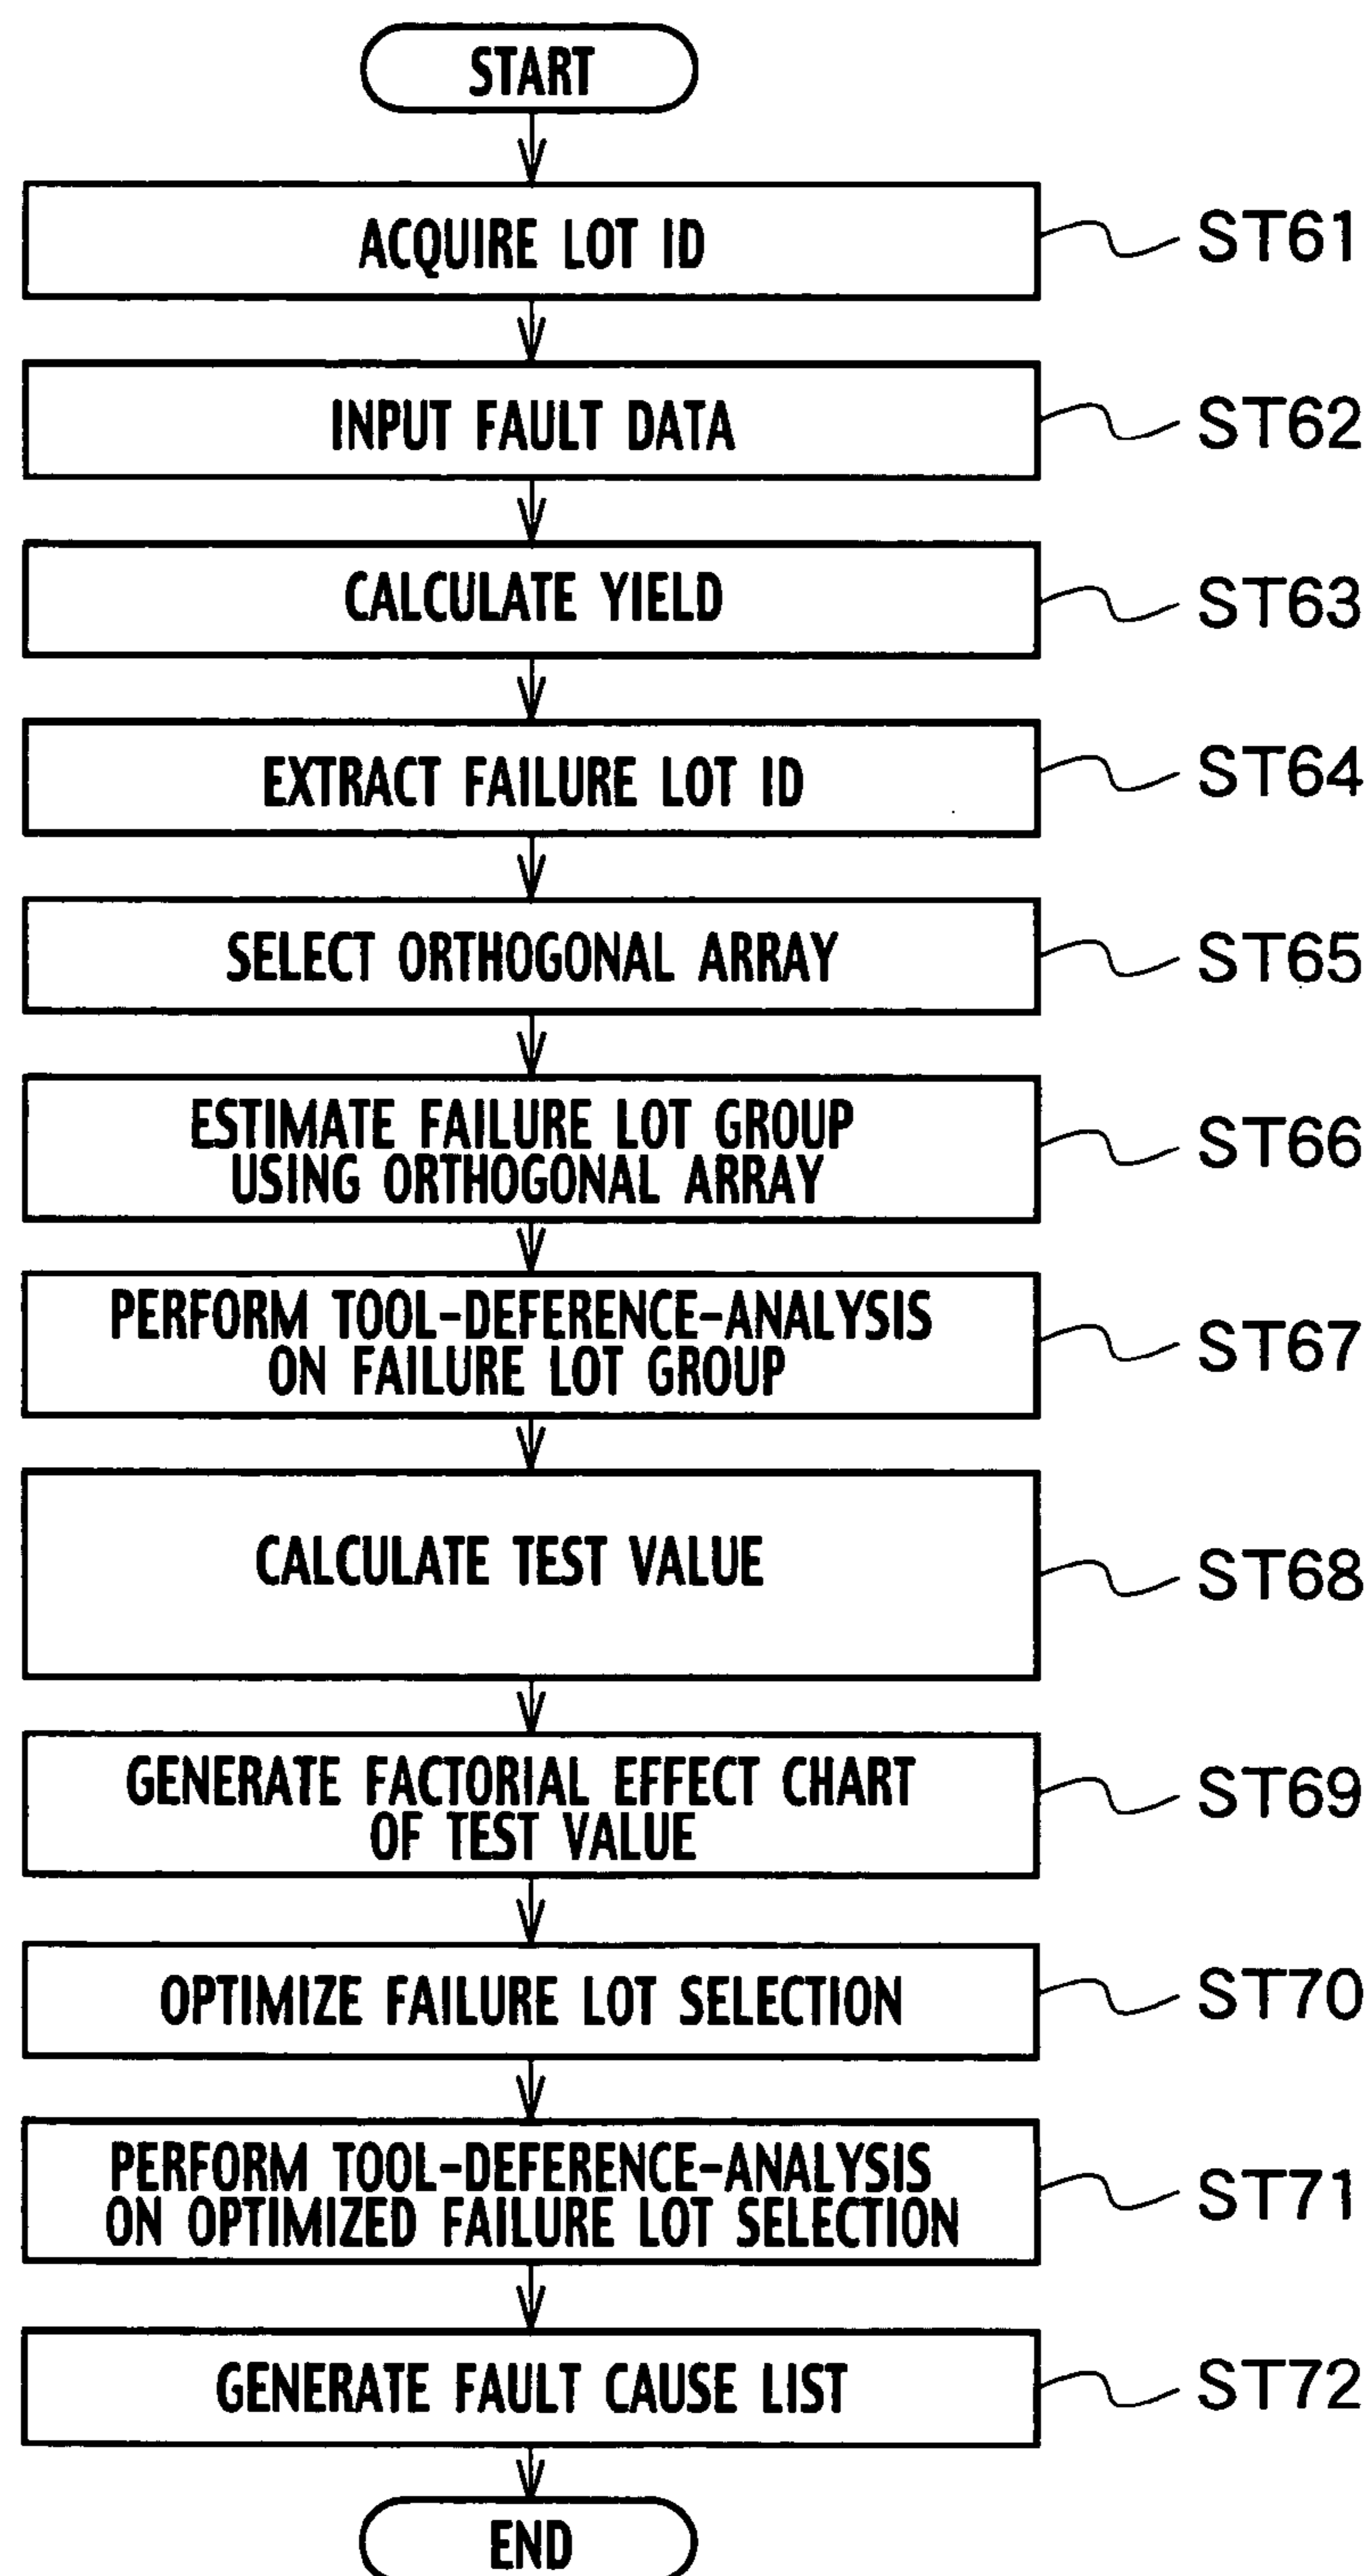 START
ACQUIRE LOT ID
ST61
INPUT FAULT DATA
ST62
CALCULATE YIELD
ST63
EXTRACT FAILURE LOT ID
ST64
SELECT ORTHOGONAL ARRAY
ST65
ESTIMATE FAILURE LOT GROUP
USING ORTHOGONAL ARRAY
ST66
PERFORM TOOL-DEFERENCE-ANALYSIS
ON FAILURE LOT GROUP
ST67
CALCULATE TEST VALUE
ST68
GENERATE FACTORIAL EFFECT CHART
OF TEST VALUE
ST69
OPTIMIZE FAILURE LOT SELECTION
ST70
PERFORM TOOL-DEFERENCE-ANALYSIS
ON OPTIMIZED FAILURE LOT SELECTION
ST71
GENERATE FAULT CAUSE LIST
ST72
END